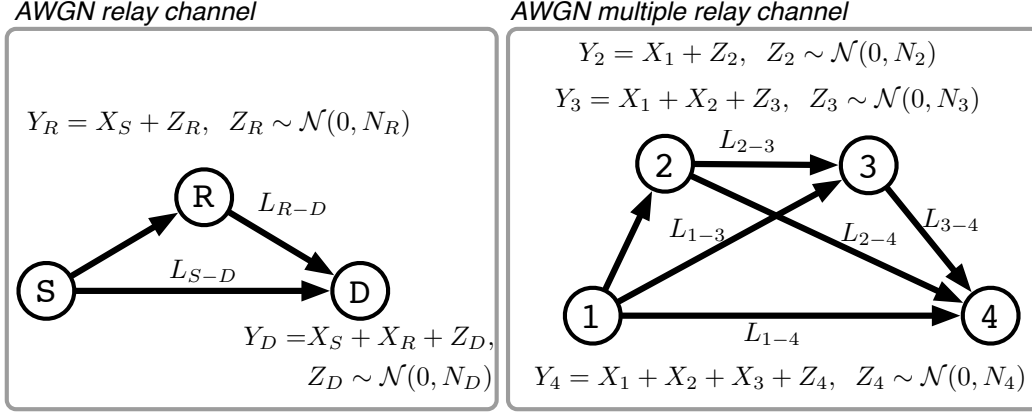 AWGN relay channel
Y_R = X_S + Z_R, Z_R ∼ N(0, N_R)
R
L_{R−D}
L_{S−D}
S
D
Y_D =X_S + X_R + Z_D,
Z_D ∼ N(0, N_D)
AWGN multiple relay channel
Y_2 = X_1 + Z_2, Z_2 ∼ N(0, N_2)
Y_3 = X_1 + X_2 + Z_3, Z_3 ∼ N(0, N_3)
L_{2−3}
2
3
L_{1−3}
L_{2−4}
L_{3−4}
1
4
L_{1−4}
Y_4 = X_1 + X_2 + X_3 + Z_4, Z_4 ∼ N(0, N_4)